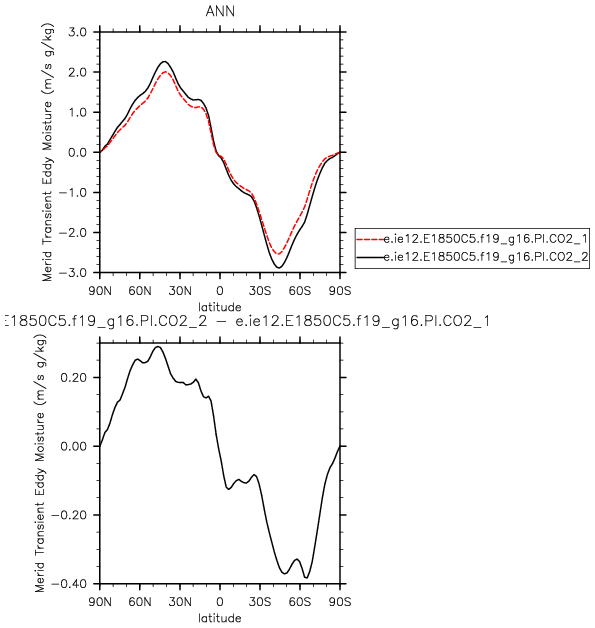 ANN
Merid Transient Eddy Moisture (m/s g/kg)
3.0
2.0
1.0
0.0
−1.0
−2.0
−3.0
90N 60N 30N 0 30S 60S 90S
latitude
e.ie12.E1850C5.f19_g16.PI.CO2_1
e.ie12.E1850C5.f19_g16.PI.CO2_2
E1850C5.f19_g16.PI.CO2_2 − e.ie12.E1850C5.f19_g16.PI.CO2_1
Merid Transient Eddy Moisture (m/s g/kg)
0.20
0.00
−0.20
−0.40
90N 60N 30N 0 30S 60S 90S
latitude